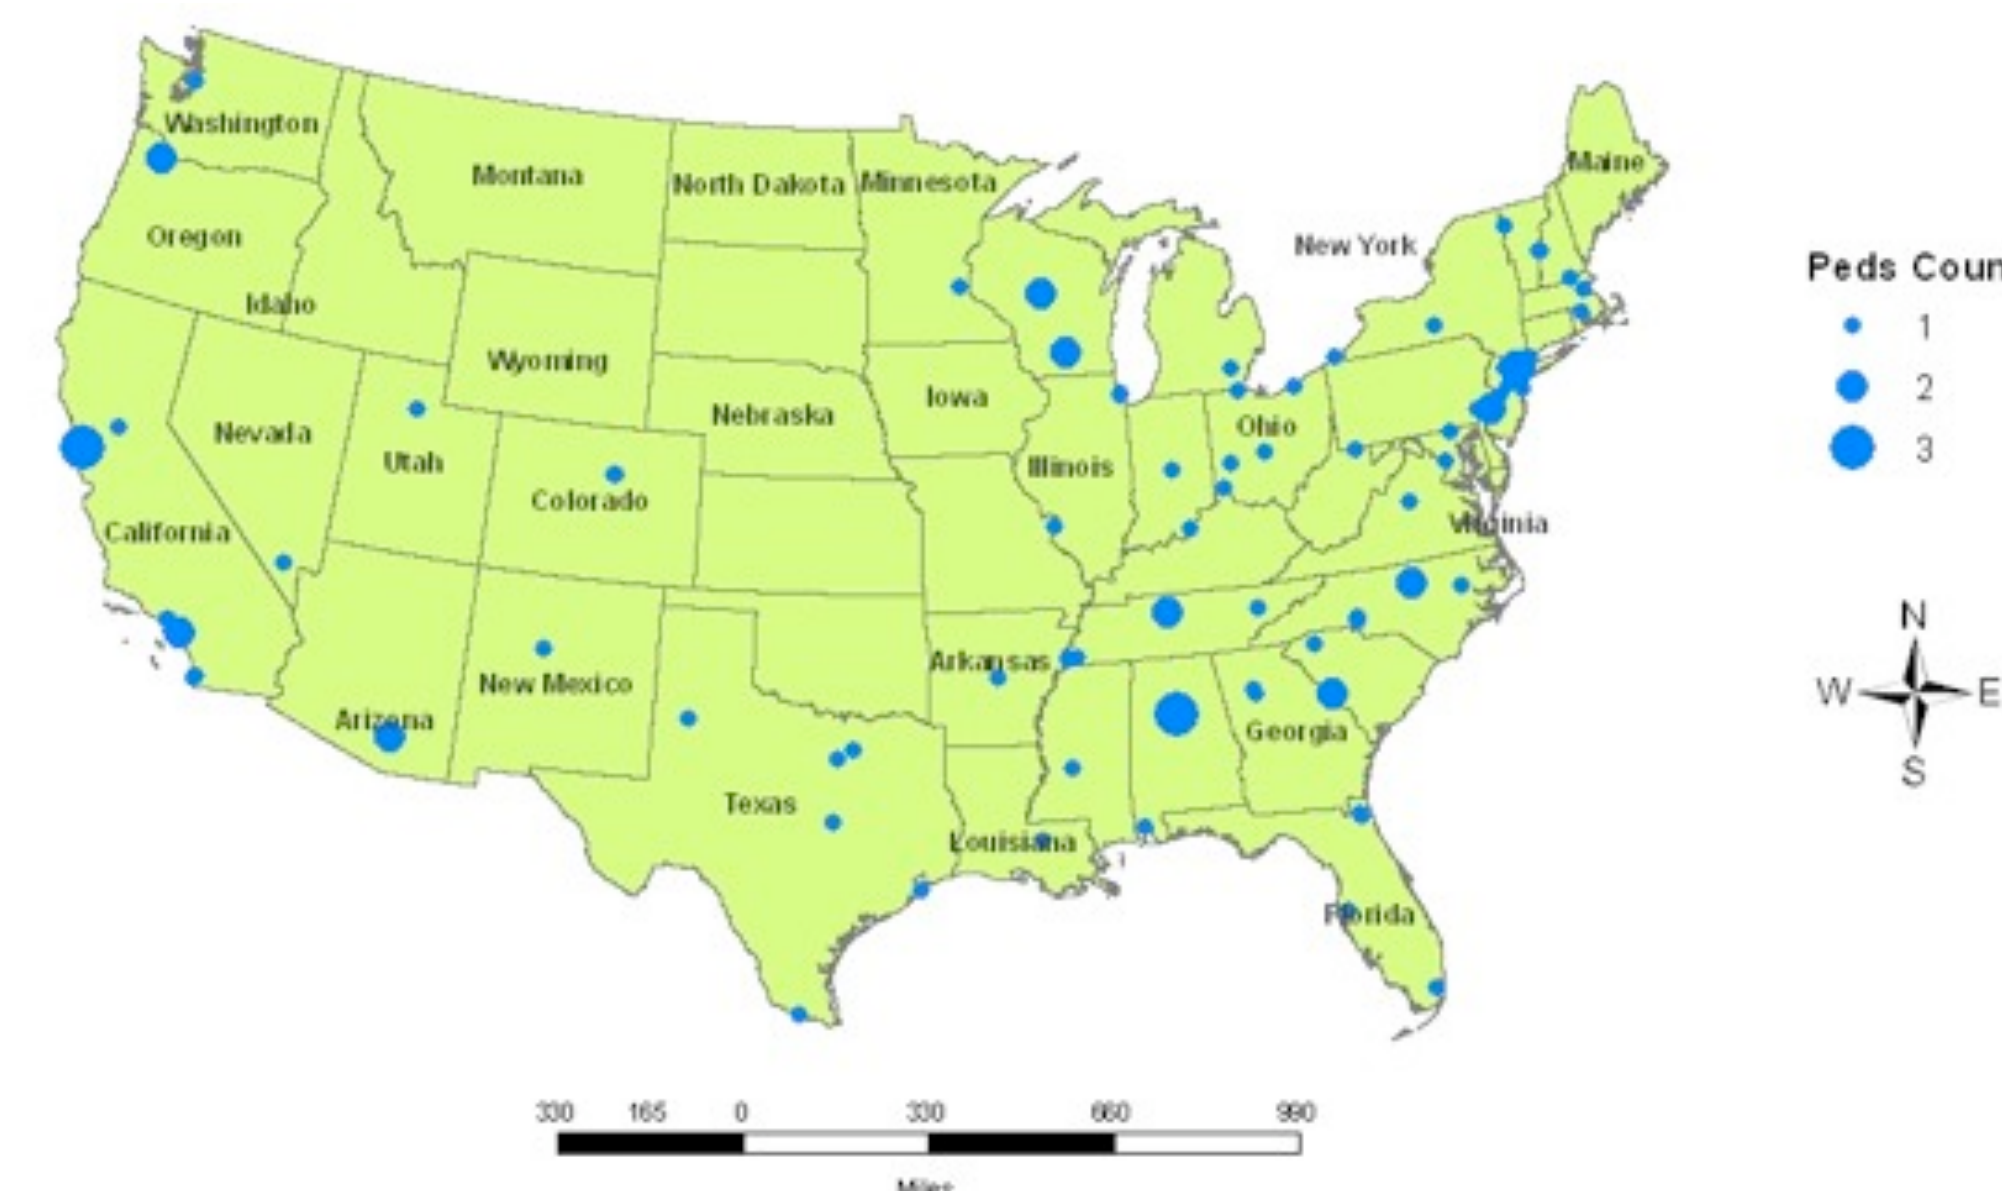 Washington
Montana
North Dakota
Minnesota
Maine
Oregon
New York
Idaho
Wyoming
Iowa
Nebraska
Nevada
Utah
Ohio
Illinois
Colorado
California
Virginia
Arkansas
New Mexico
Arizona
Georgia
Texas
Louisiana
Florida
Peds Coun
1
2
3
N
W
E
S
330 165 0 330 660 990
Miles